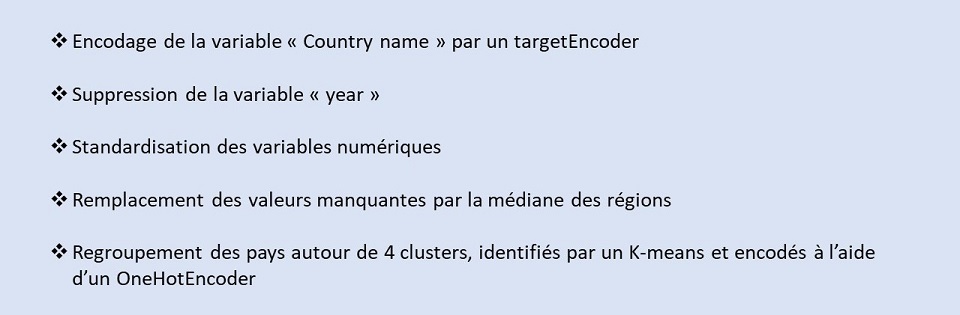 ❖ Encodage de la variable « Country name » par un targetEncoder
❖ Suppression de la variable « year »
❖ Standardisation des variables numériques
❖ Remplacement des valeurs manquantes par la médiane des régions
❖ Regroupement des pays autour de 4 clusters, identifiés par un K-means et encodés à l’aide
d’un OneHotEncoder